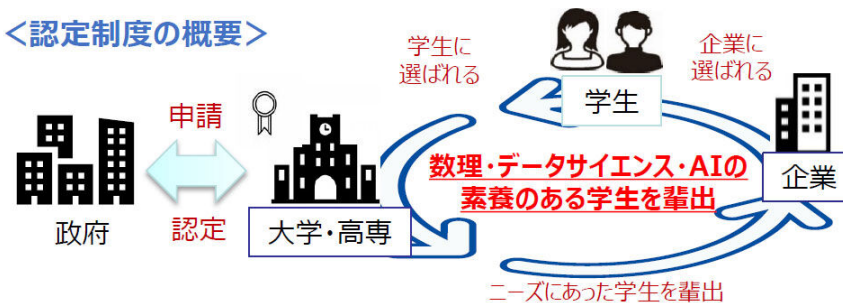 <認定制度の概要>
学生に
選ばれる
企業に
選ばれる
学生
申請
数理・データサイエンス・AIの
素養のある学生を輩出
企業
政府
認定
大学・高専
ニーズにあった学生を輩出